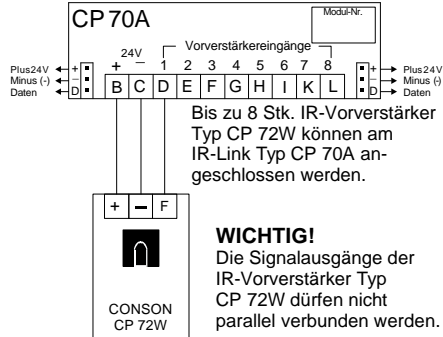 CP 70A
Modul-Nr.
24V
Vorverstärkereingänge
+ − 1 2 3 4 5 6 7 8
Plus24V + + Plus24V
Minus (-) − − Minus (-)
Daten D D Daten
B C D E F G H I K L
Bis zu 8 Stk. IR-Vorverstärker
Typ CP 72W können am
IR-Link Typ CP 70A an-
geschlossen werden.
+ − F
WICHTIG!
Die Signalausgänge der
IR-Vorverstärker Typ
CP 72W dürfen nicht
parallel verbunden werden.
CONSON
CP 72W